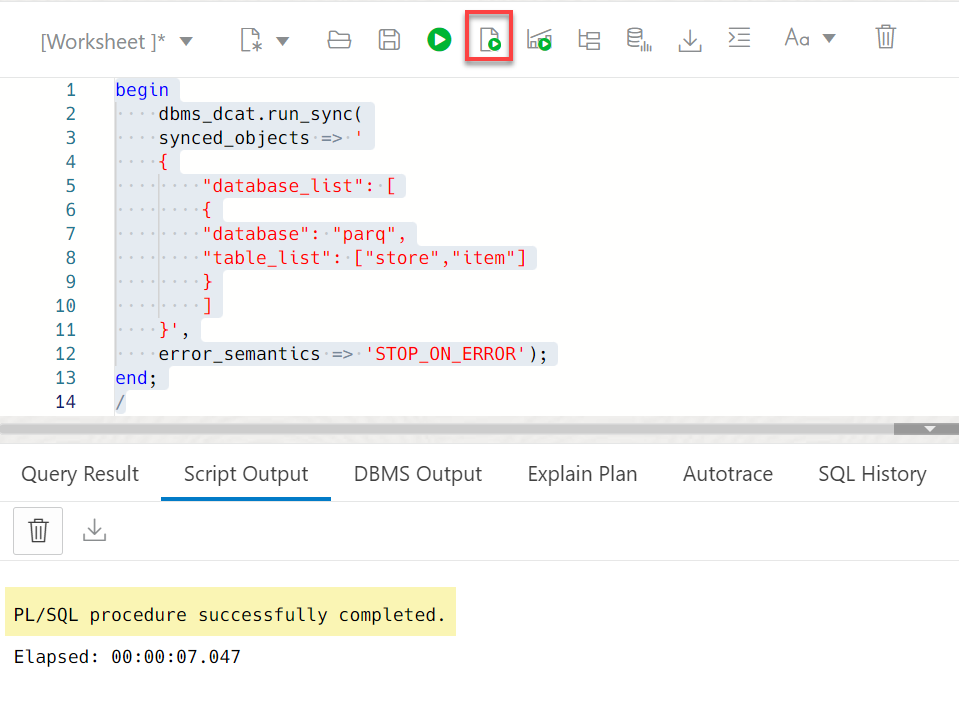 [Worksheet ]*
Aa
1 begin
2 dbms_dcat.run_sync(
3 synced_objects => '
4 {
5 "database_list": [
6 {
7 "database": "parq",
8 "table_list": ["store","item"]
9 }
10 ]
11 }',
12 error_semantics => 'STOP_ON_ERROR');
13 end;
14 /
Query Result Script Output DBMS Output Explain Plan Autotrace SQL History
PL/SQL procedure successfully completed.
Elapsed: 00:00:07.047